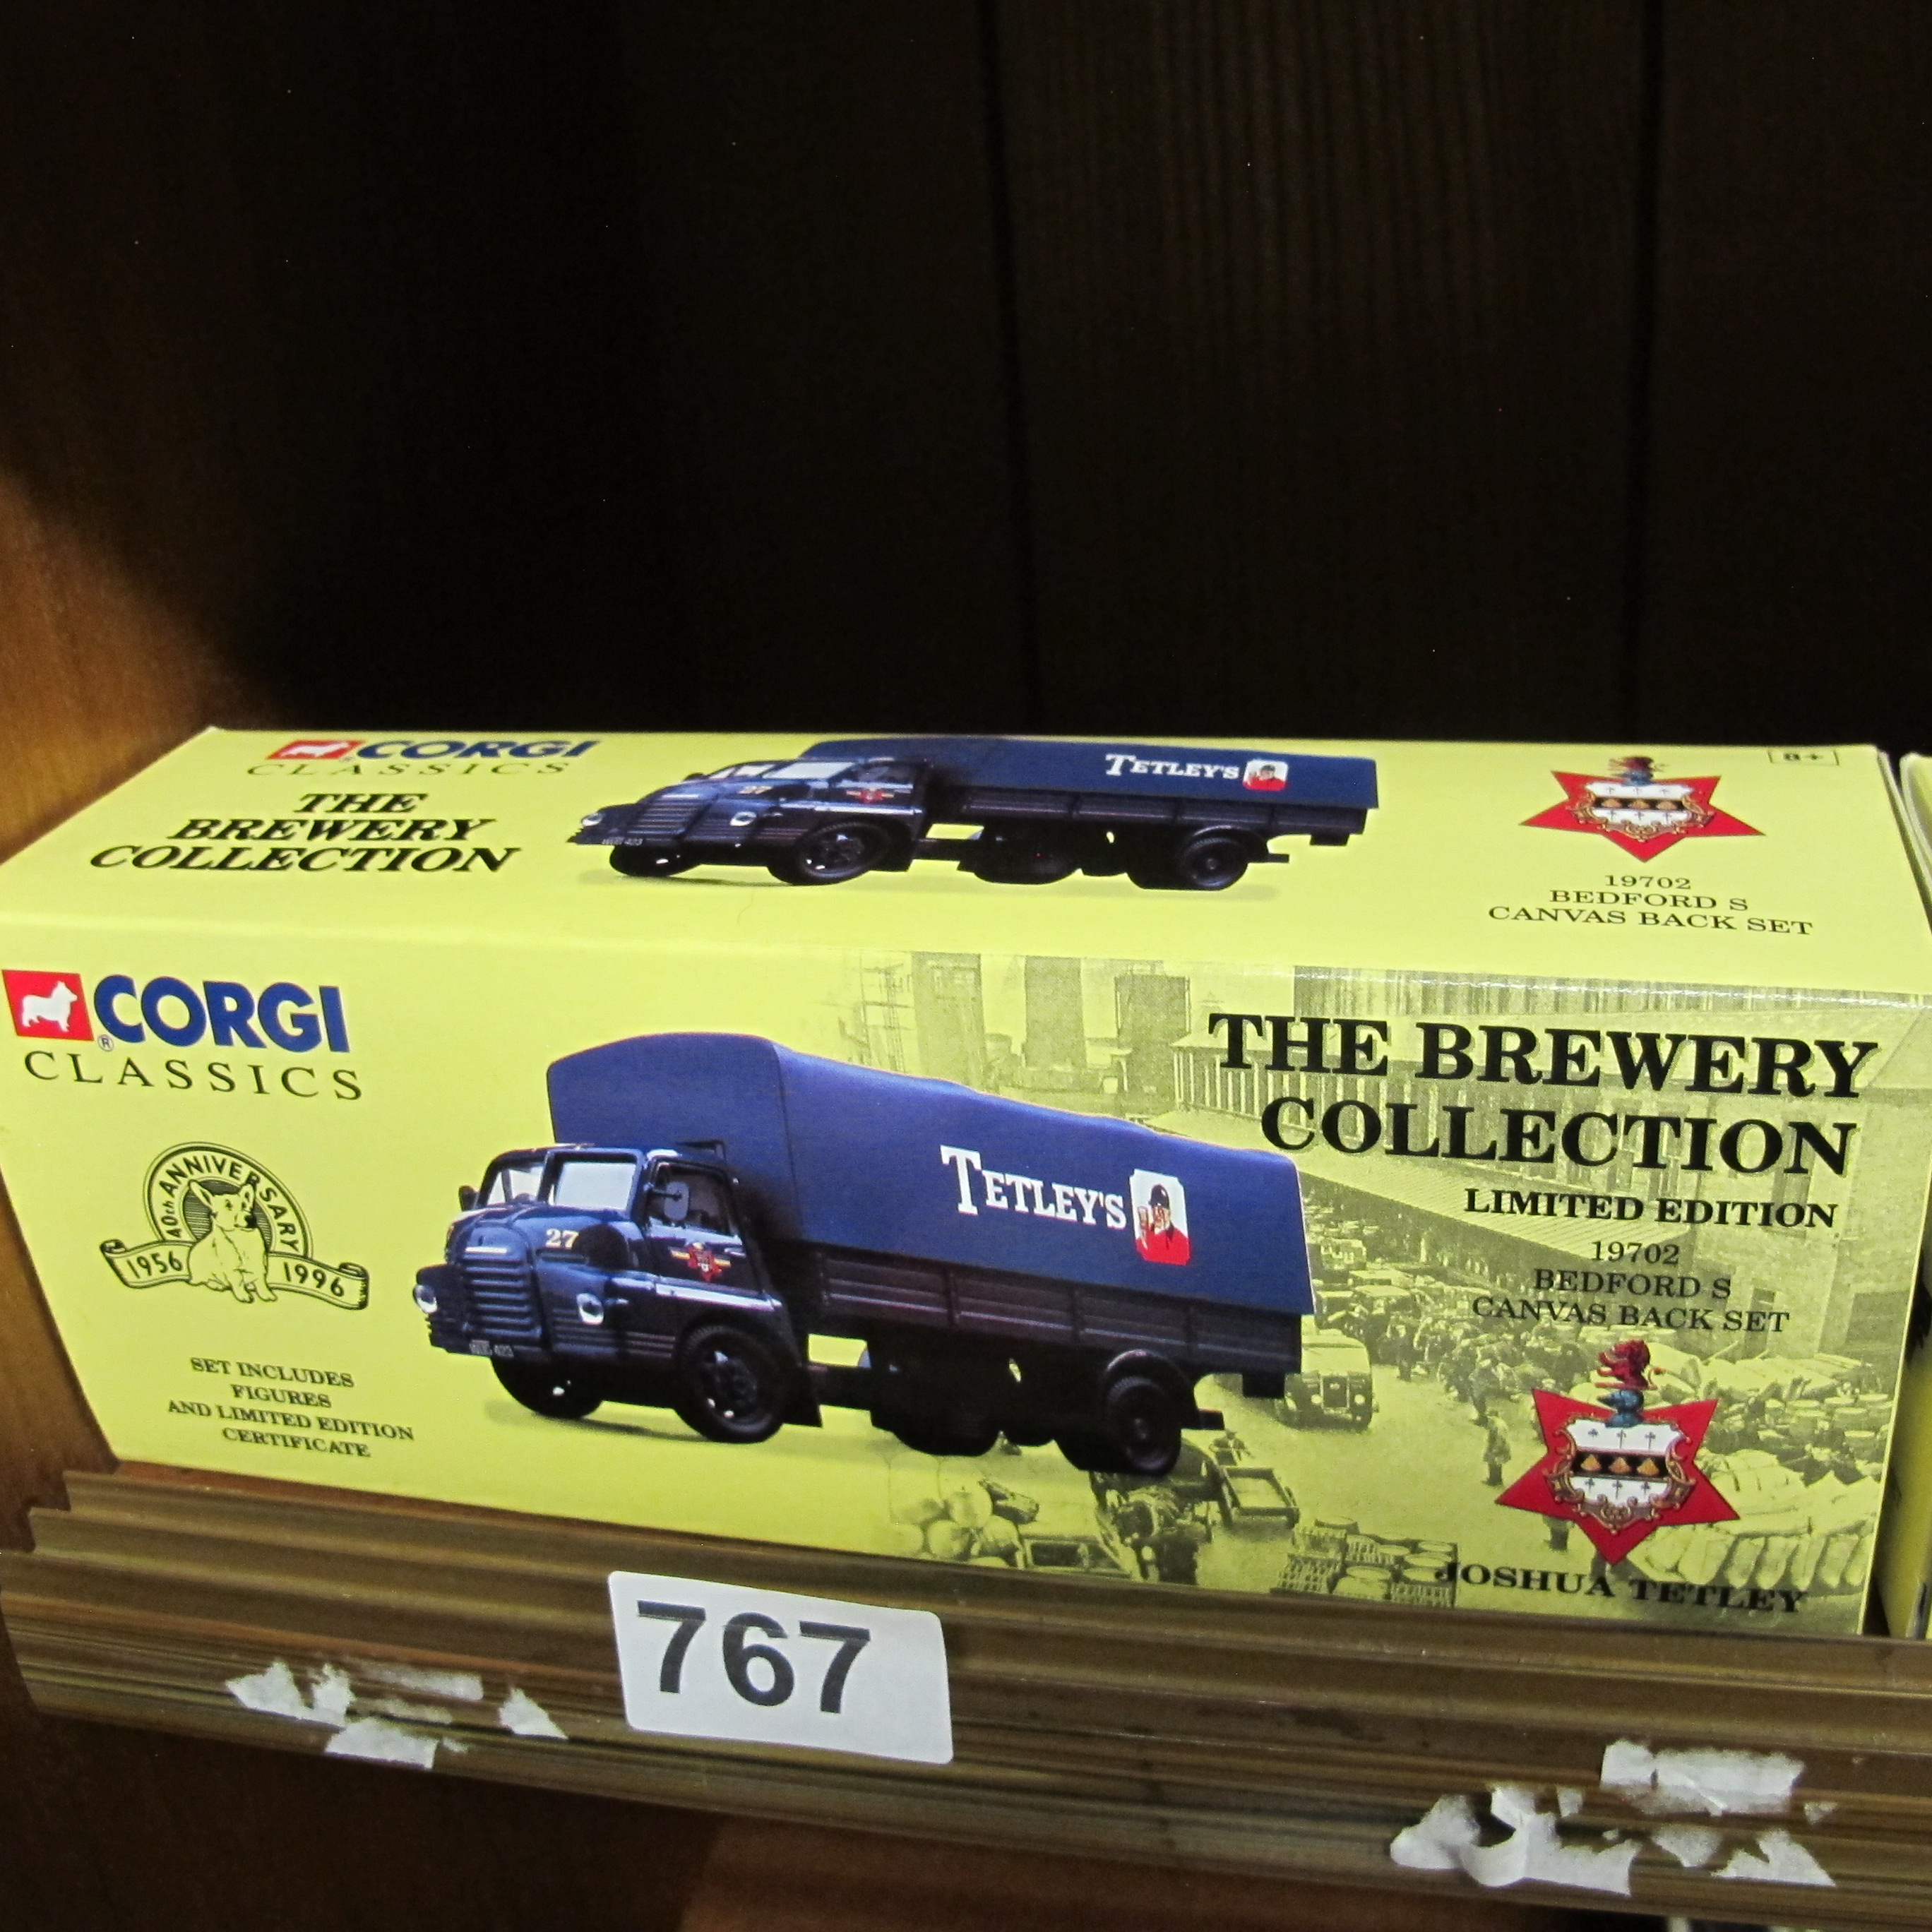 CORGI
CLASSICS
THE
BREWERY
COLLECTION
27
TETLEY'S
8+
19702
BEDFORD S
CANVAS BACK SET
CORGI
®
CLASSICS
40th ANNIVERSARY
1956
1996
SET INCLUDES
FIGURES
AND LIMITED EDITION
CERTIFICATE
27
TETLEY'S
THE BREWERY
COLLECTION
LIMITED EDITION
19702
BEDFORD S
CANVAS BACK SET
JOSHUA TETLEY
767